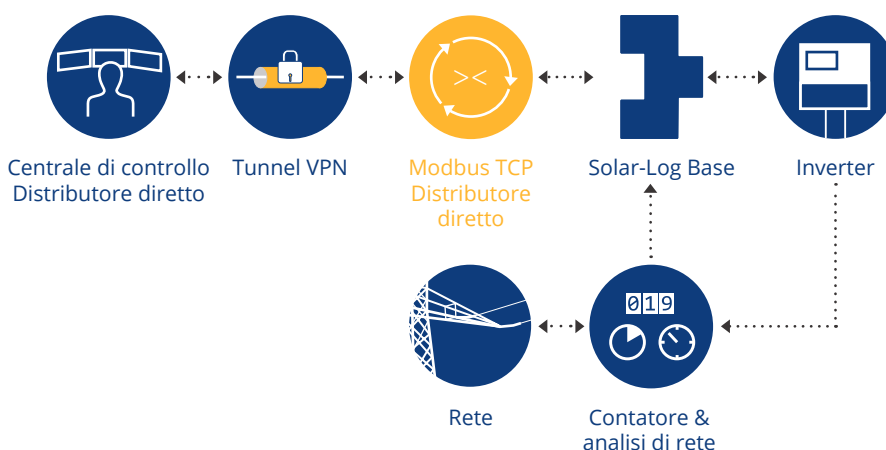 Centrale di controllo
Distributore diretto
Tunnel VPN
Modbus TCP
Distributore
diretto
Solar-Log Base
Inverter
019
Rete
Contatore &
analisi di rete